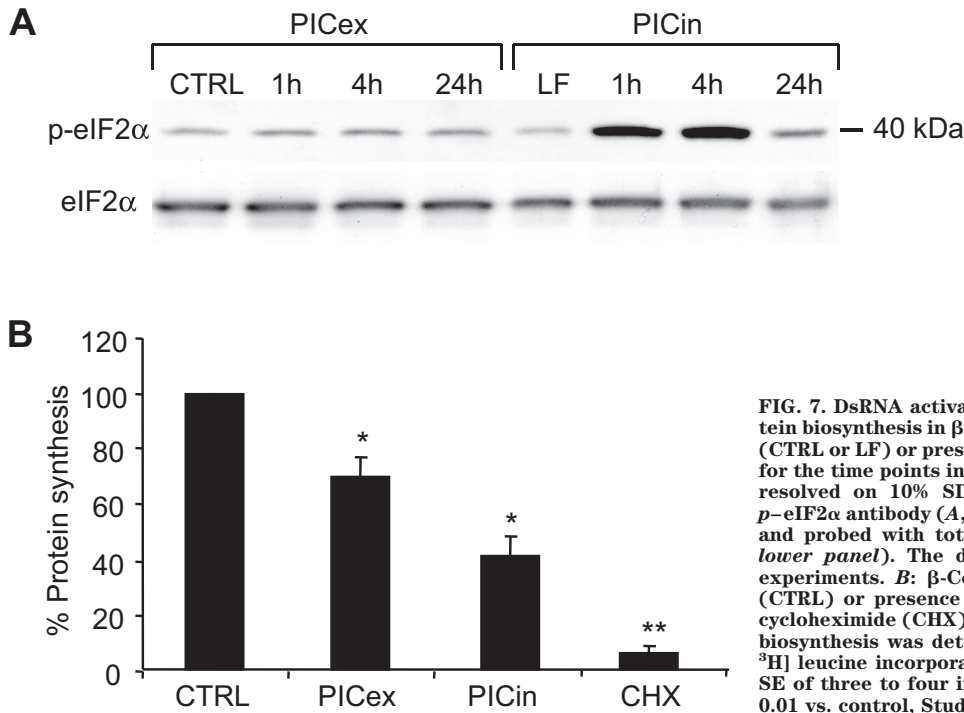 A
PICex PICin
CTRL 1h 4h 24h LF 1h 4h 24h
p-eIF2α 40 kDa
eIF2α
B
% Protein synthesis
120
100
80
60
40
20
0
*
*
**
CTRL PICex PICin CHX
FIG. 7. DsRNA activa
tein biosynthesis in β
(CTRL or LF) or pres
for the time points in
resolved on 10% SD
p–eIF2α antibody (A,
and probed with tot
lower panel). The d
experiments. B: β-Ce
(CTRL) or presence
cycloheximide (CHX)
biosynthesis was det
³H] leucine incorpora
SE of three to four i
0.01 vs. control, Stud